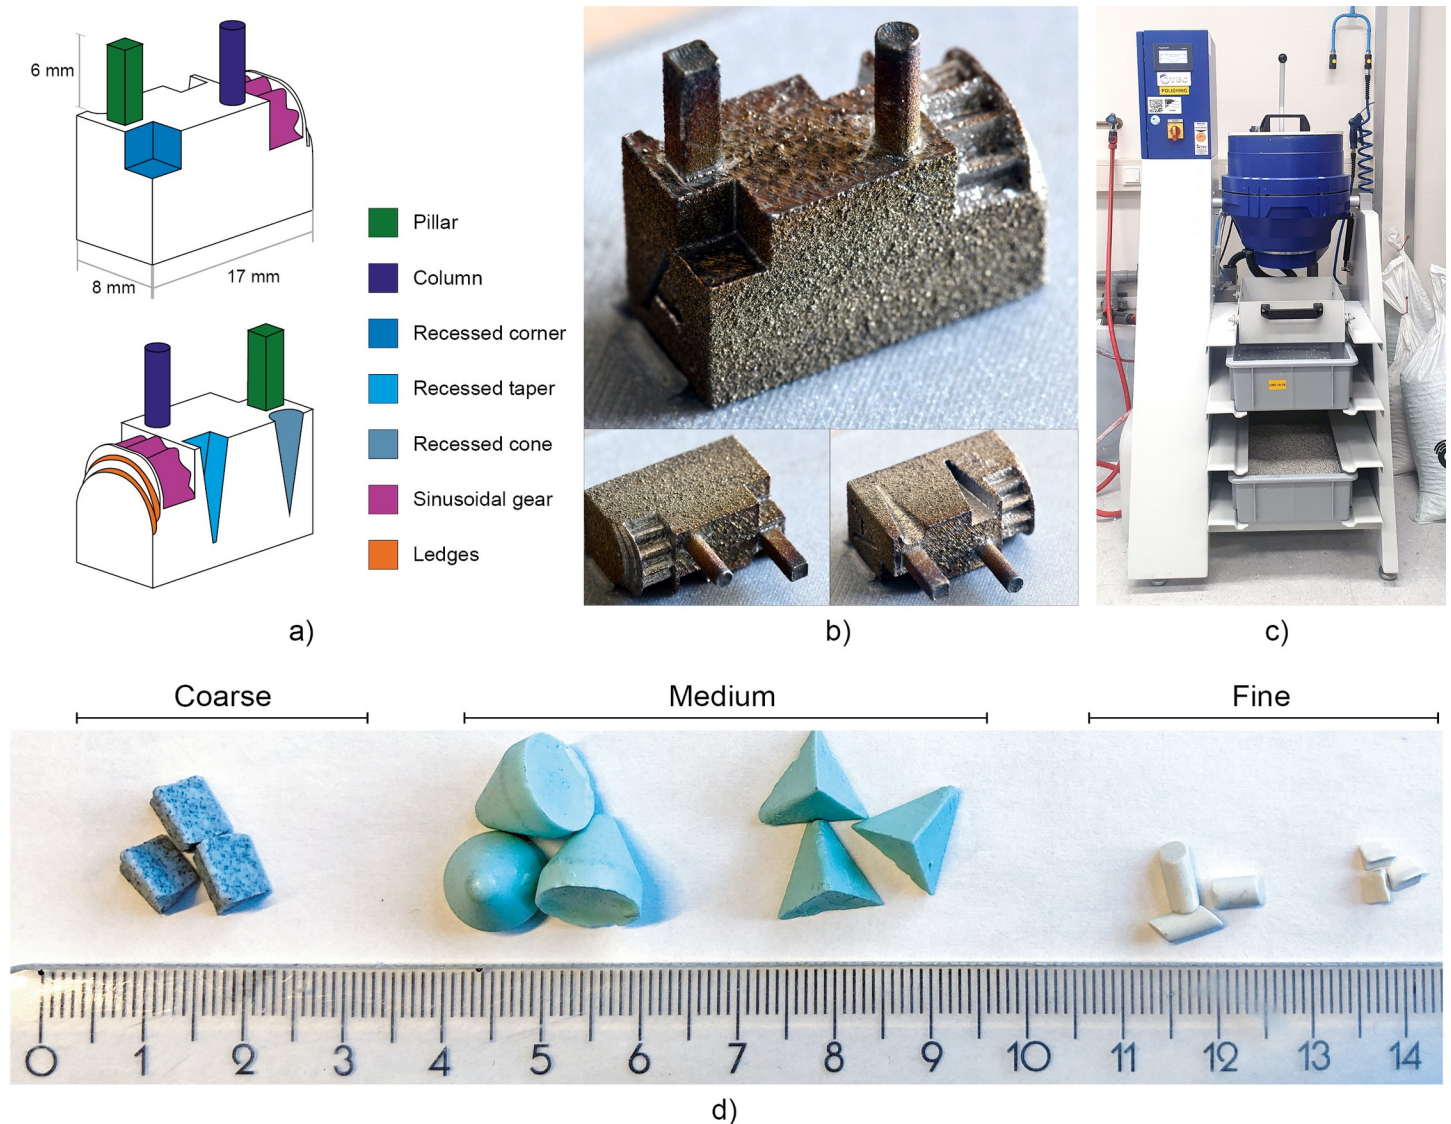 6 mm
8 mm
17 mm
Pillar
Column
Recessed corner
Recessed taper
Recessed cone
Sinusoidal gear
Ledges
a)
b)
POLISHING
c)
Coarse
Medium
Fine
0 1 2 3 4 5 6 7 8 9 10 11 12 13 14
d)